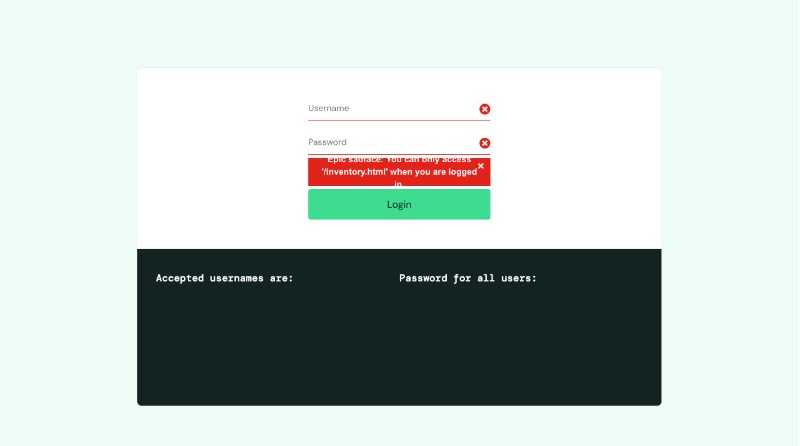 Username
Password
Epic sadface: You can only access
'/inventory.html' when you are logged
in
Login
Accepted usernames are:
Password for all users: